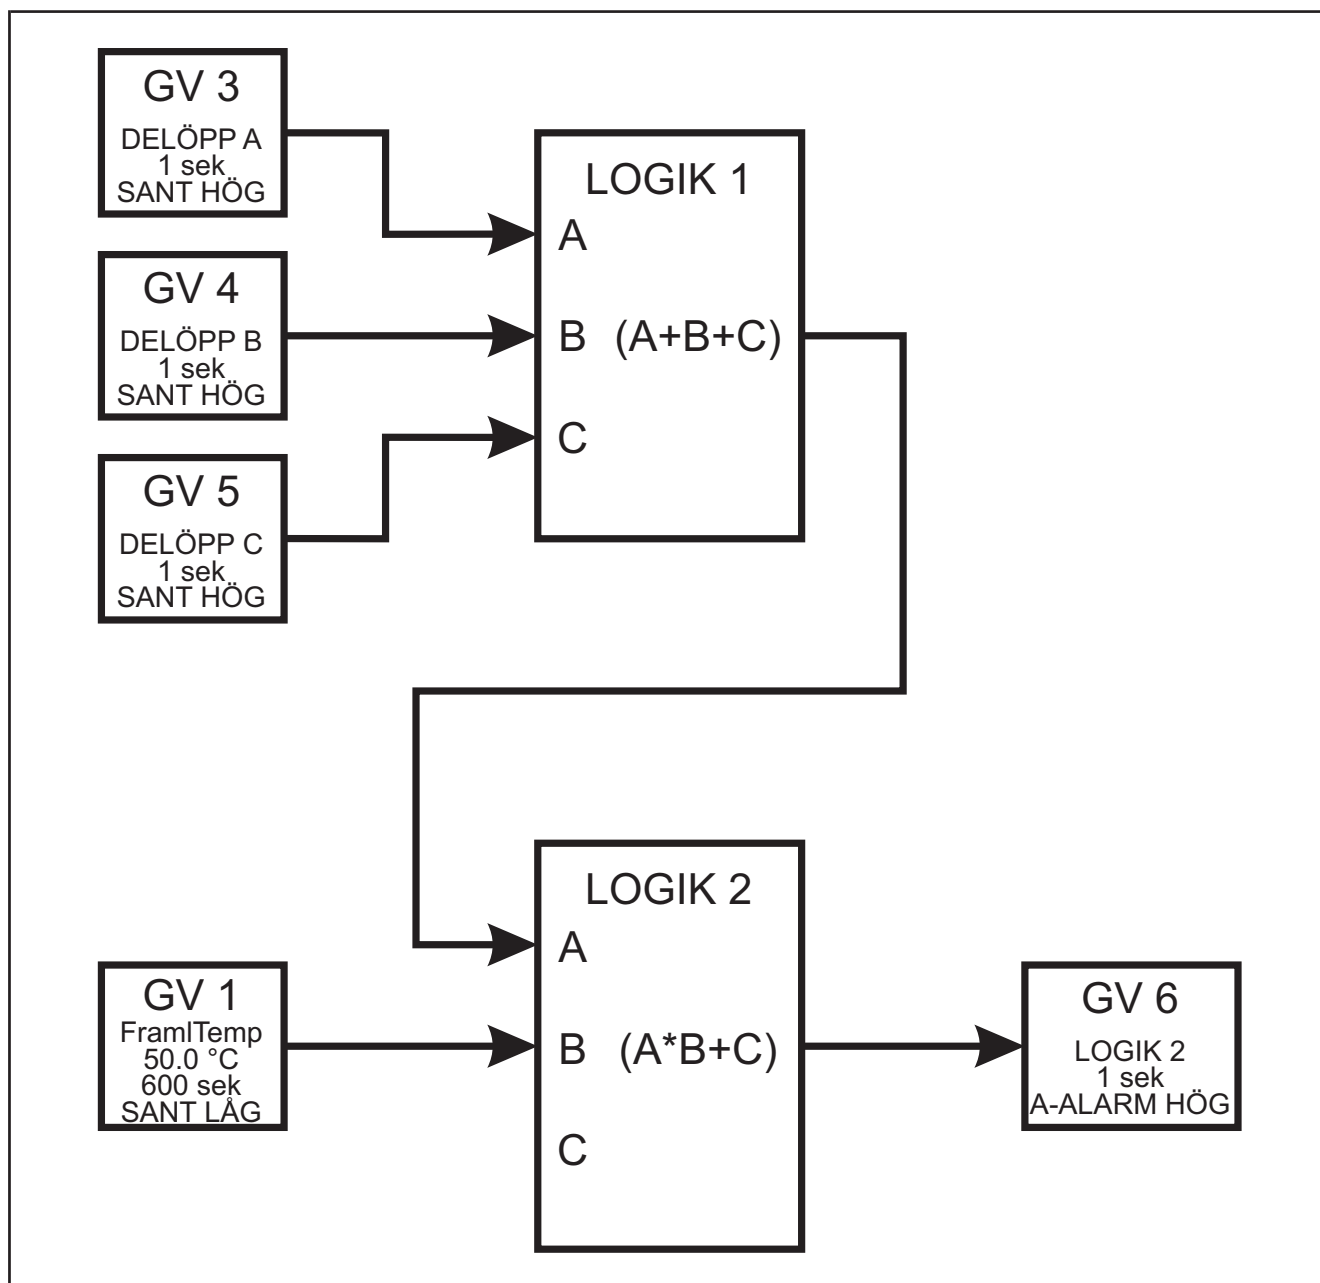 GV 3
DELÖPP A
1 sek
SANT HÖG
GV 4
DELÖPP B
1 sek
SANT HÖG
GV 5
DELÖPP C
1 sek
SANT HÖG
LOGIK 1
A
B (A+B+C)
C
LOGIK 2
A
B (A*B+C)
C
GV 1
FramlTemp
50.0 °C
600 sek
SANT LÅG
GV 6
LOGIK 2
1 sek
A-ALARM HÖG